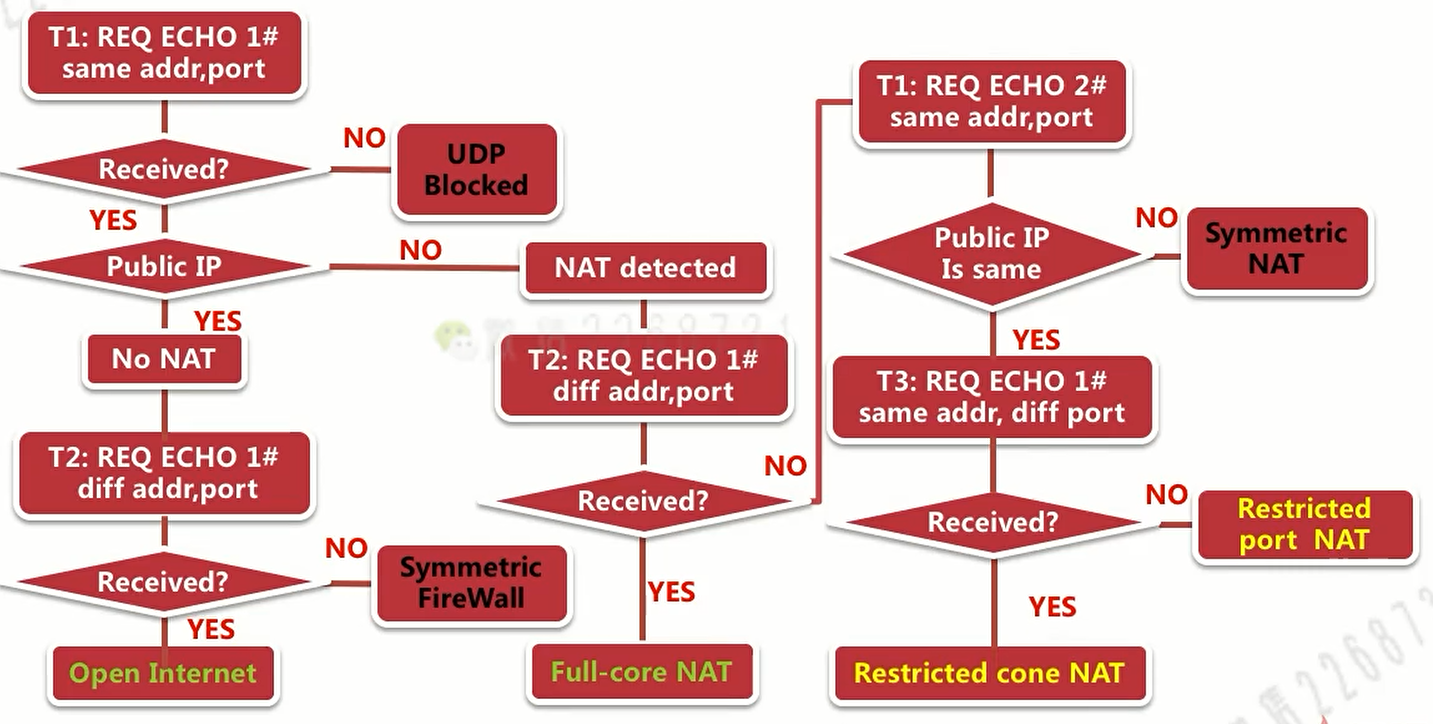 T1: REQ ECHO 1#
same addr,port
Received?
NO
UDP
Blocked
YES
Public IP
NO
NAT detected
YES
No NAT
T2: REQ ECHO 1#
diff addr,port
Received?
NO
Symmetric
FireWall
YES
Open Internet
T2: REQ ECHO 1#
diff addr,port
Received?
NO
YES
Full-core NAT
T1: REQ ECHO 2#
same addr,port
Public IP
Is same
NO
Symmetric
NAT
YES
T3: REQ ECHO 1#
same addr, diff port
Received?
NO
Restricted
port NAT
YES
Restricted cone NAT